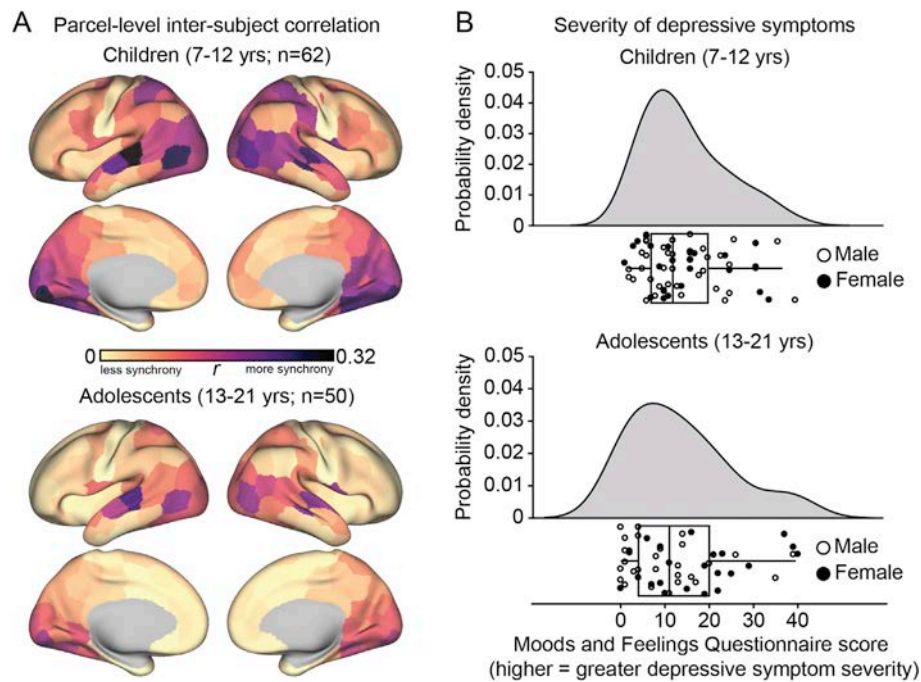 A Parcel-level inter-subject correlation
Children (7-12 yrs; n=62)
0
less synchrony
r
more synchrony
0.32
Adolescents (13-21 yrs; n=50)
B Severity of depressive symptoms
Children (7-12 yrs)
Probability density
0.05
0.04
0.03
0.02
0.01
0
Male
Female
Adolescents (13-21 yrs)
Probability density
0.05
0.04
0.03
0.02
0.01
0
Male
Female
0 10 20 30 40
Moods and Feelings Questionnaire score
(higher = greater depressive symptom severity)